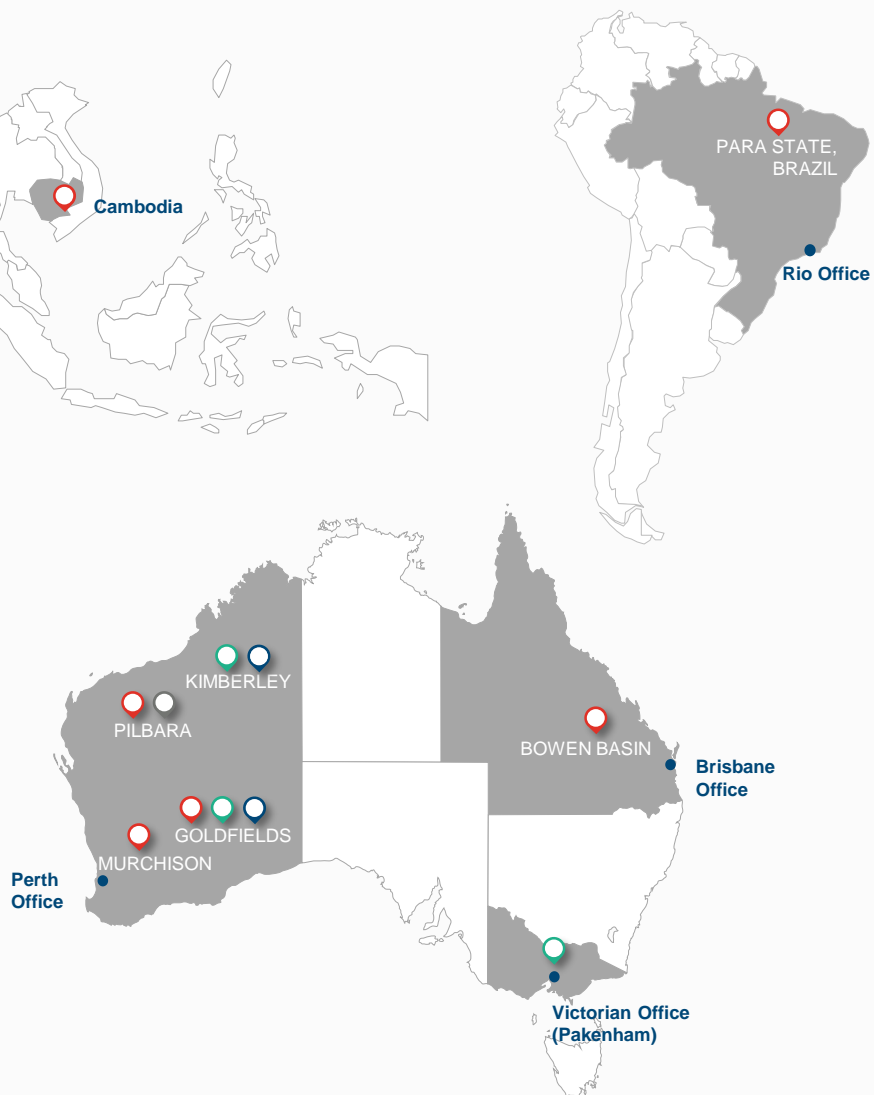 PARA STATE,
BRAZIL
Cambodia
Rio Office
KIMBERLEY
PILBARA
BOWEN BASIN
Brisbane
Office
GOLDFIELDS
MURCHISON
Perth
Office
Victorian Office
(Pakenham)